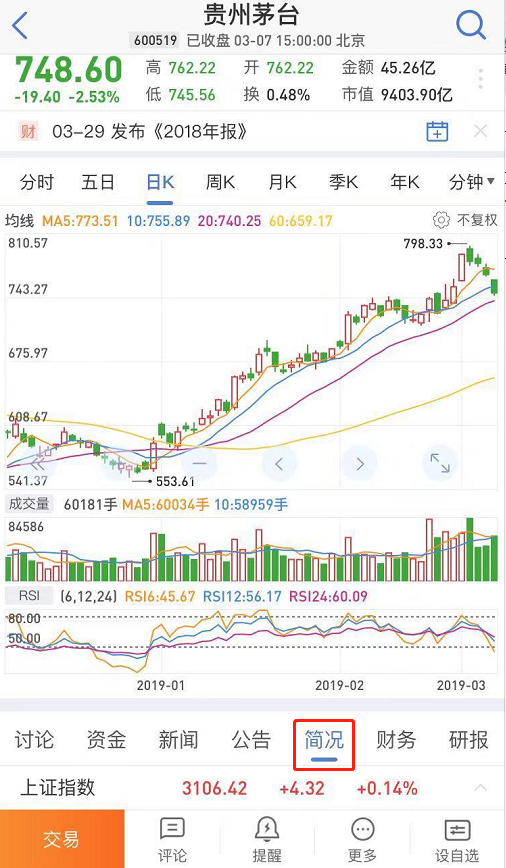 贵州茅台
600519 已收盘 03-07 15:00:00 北京
748.60 高 762.22 开 762.22 金额 45.26亿
-19.40 -2.53% 低 745.56 换 0.48% 市值 9403.90亿
财 03-29 发布《2018年报》
分时 五日 日K 周K 月K 季K 年K 分钟
均线 MA5:773.51 10:755.89 20:740.25 60:659.17 不复权
810.57
798.33
743.27
675.97
608.67
541.37
553.61
成交量 60181手 MA5:60034手 10:58959手
84586
RSI (6,12,24) RSI6:45.67 RSI12:56.17 RSI24:60.09
80.00
50.00
2019-01 2019-02 2019-03
讨论 资金 新闻 公告 简况 财务 研报
上证指数 3106.42 +4.32 +0.14%
交易 评论 提醒 更多 设自选